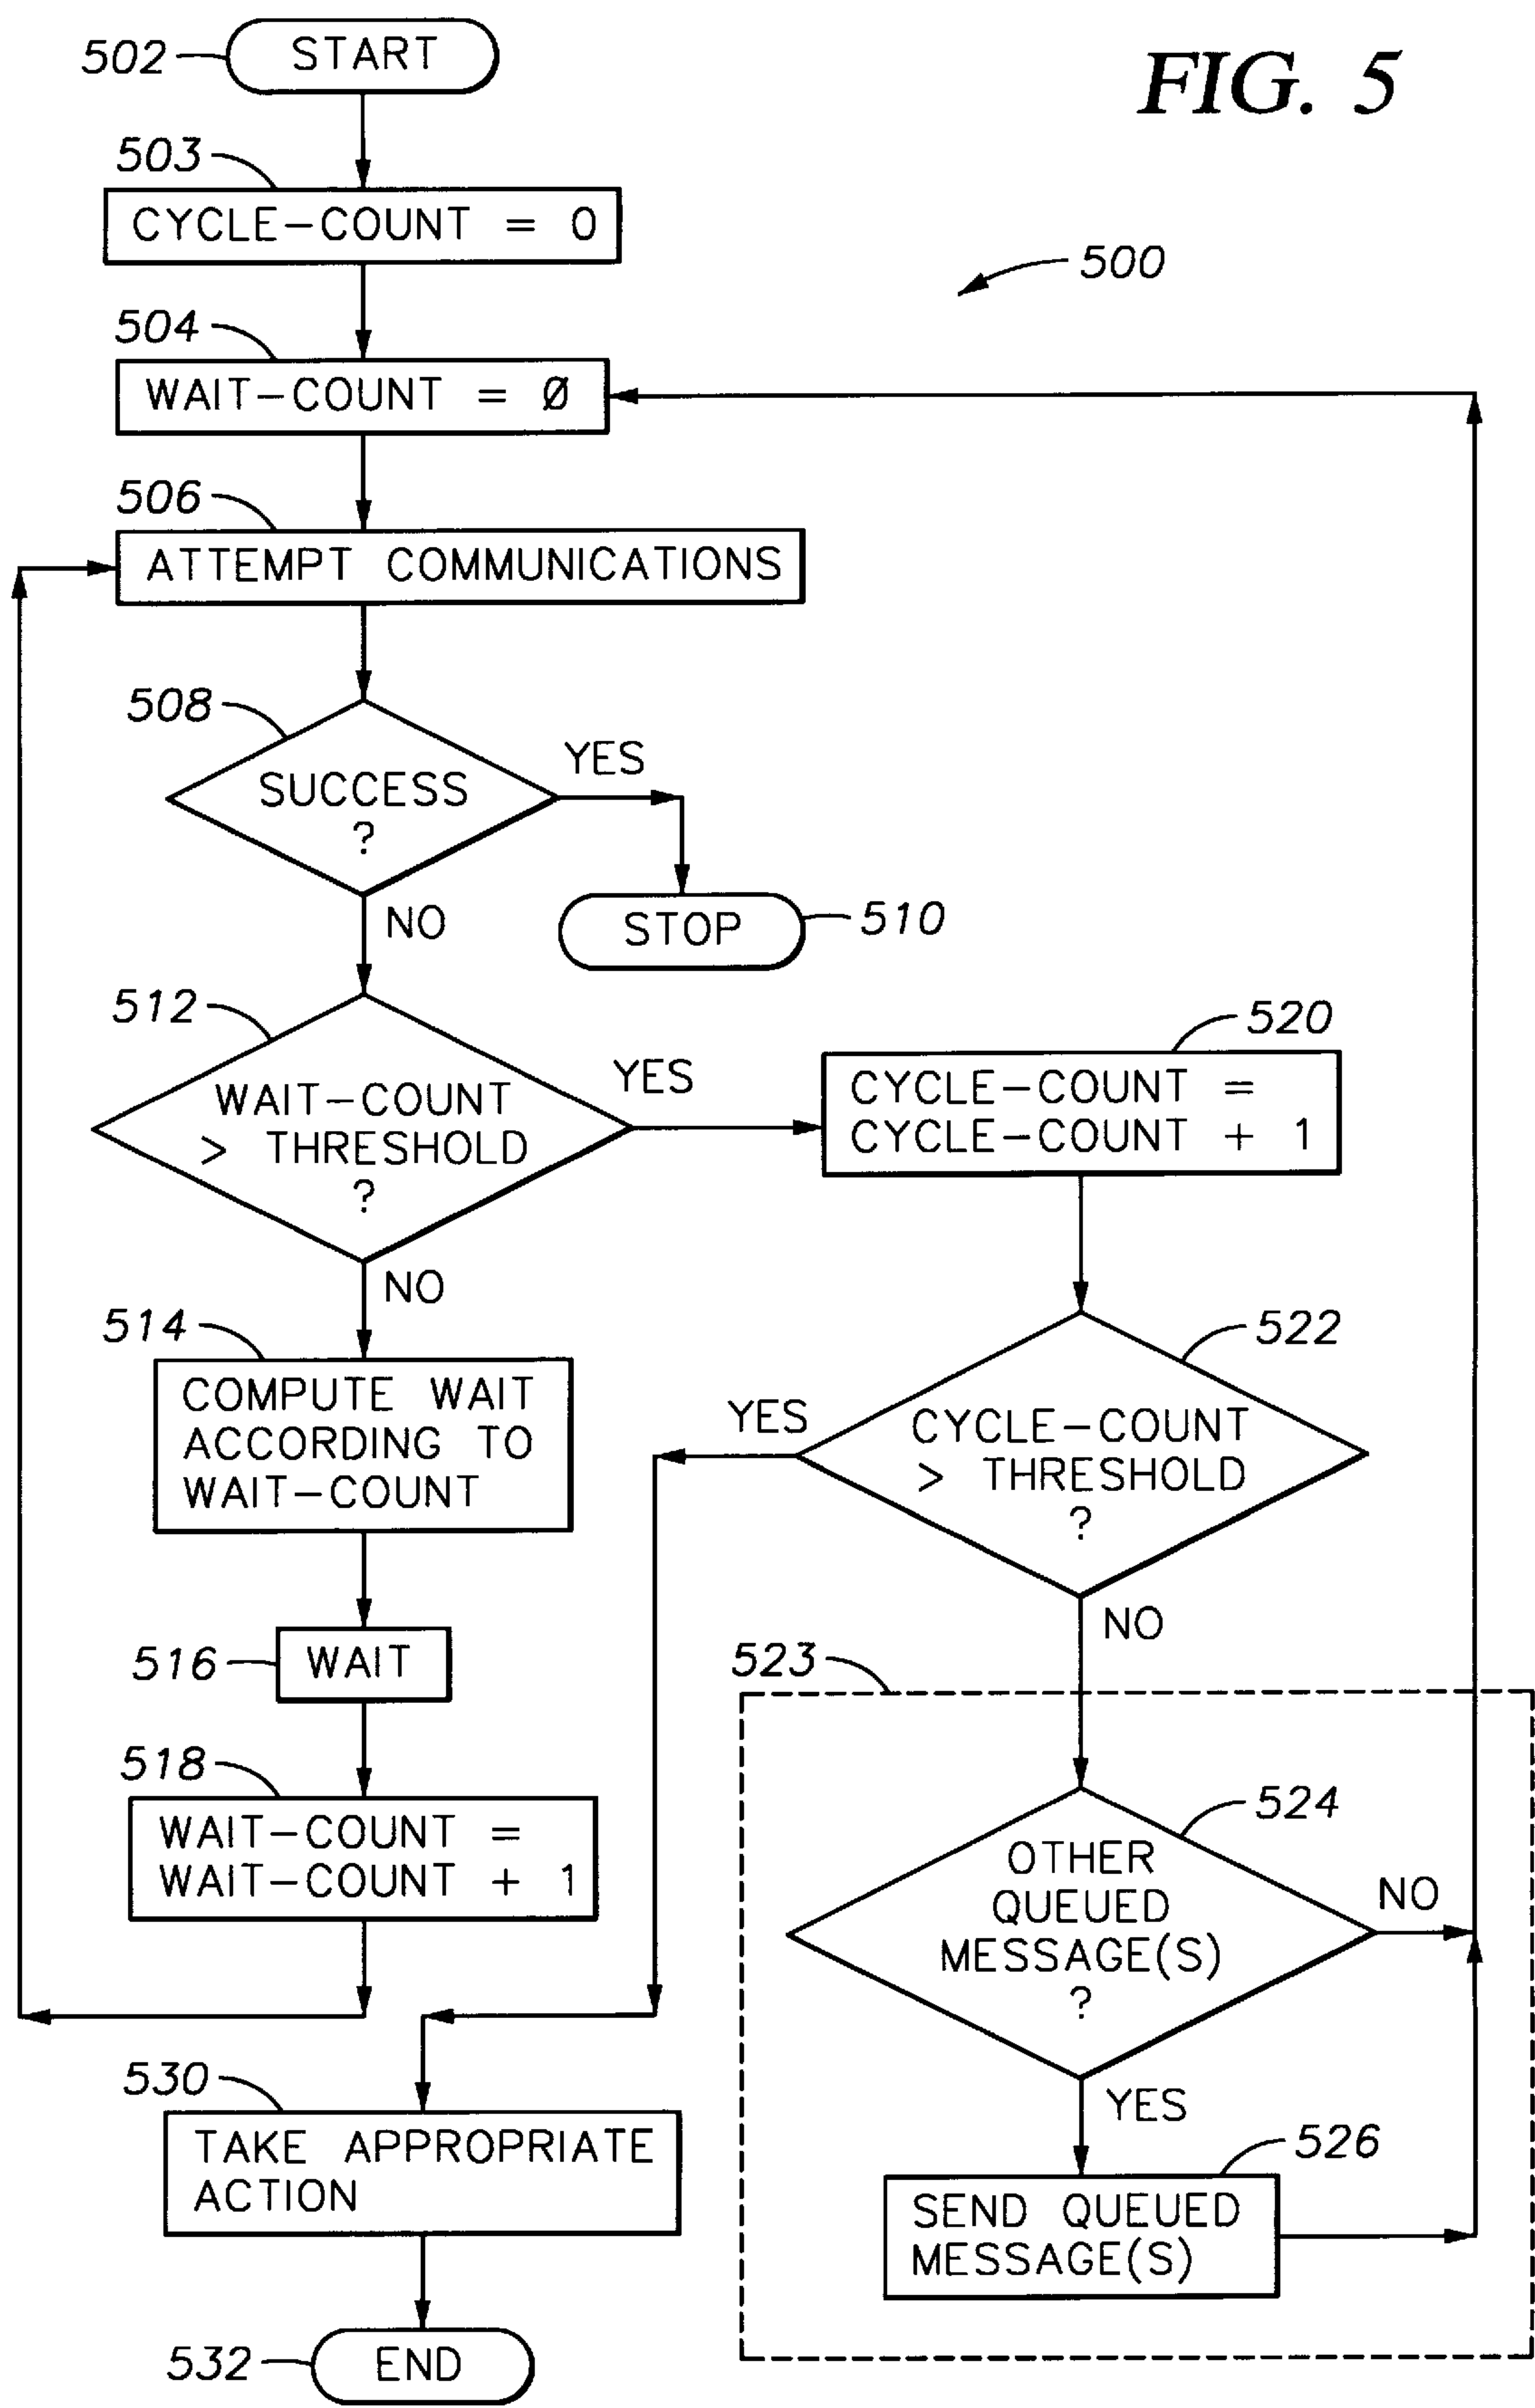 FIG. 5
502
START
503
CYCLE-COUNT = 0
500
504
WAIT-COUNT = Ø
506
ATTEMPT COMMUNICATIONS
508
SUCCESS
?
YES
NO
STOP
510
512
WAIT-COUNT
> THRESHOLD
?
YES
NO
520
CYCLE-COUNT =
CYCLE-COUNT + 1
514
COMPUTE WAIT
ACCORDING TO
WAIT-COUNT
522
CYCLE-COUNT
> THRESHOLD
?
YES
NO
516
WAIT
523
518
WAIT-COUNT =
WAIT-COUNT + 1
524
OTHER
QUEUED
MESSAGE(S)
?
NO
YES
530
TAKE APPROPRIATE
ACTION
526
SEND QUEUED
MESSAGE(S)
532
END